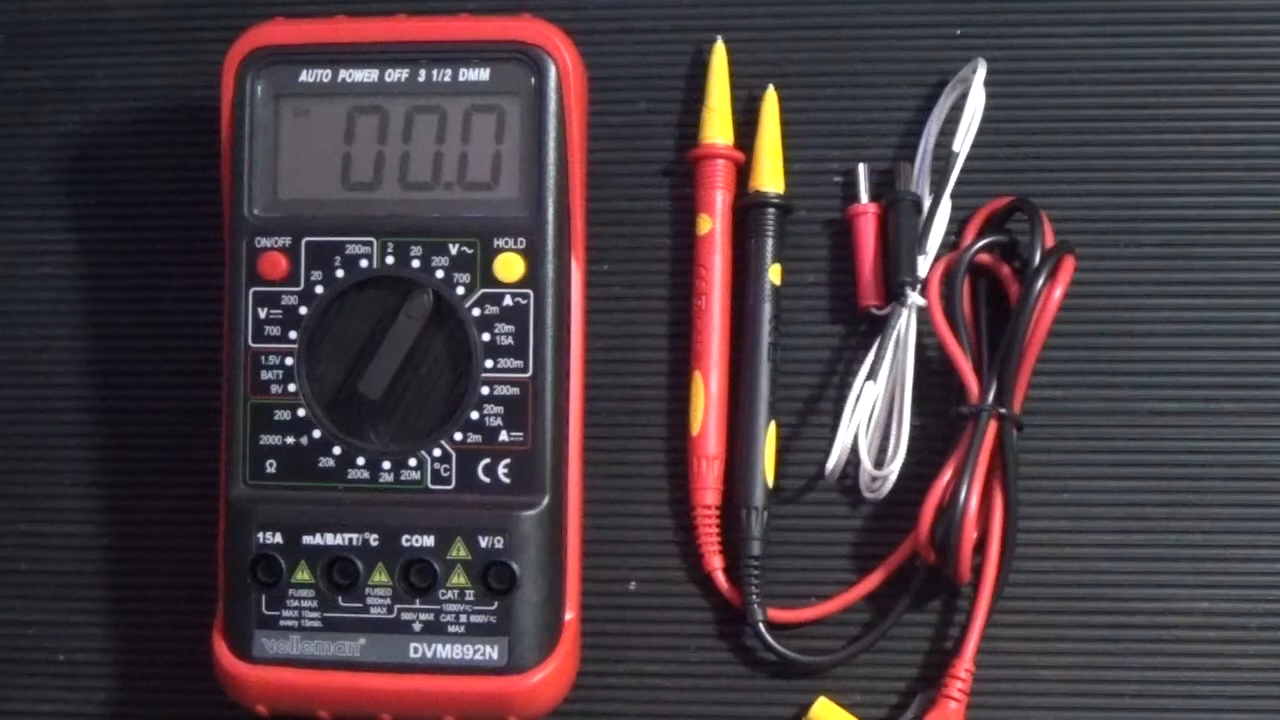 AUTO POWER OFF 3 1/2 DMM
00.0
ON/OFF
HOLD
200m
2
20
200
700
V⎓
2
20
200
700
V~
A~
2m
20m
15A
200m
1.5V
BATT
9V
200m
20m
15A
2m
A⎓
200
2000
Ω
20k
200k
2M
20M
°C
CE
15A
mA/BATT/°C
COM
V/Ω
FUSED
15A MAX
MAX 10sec
every 15min.
FUSED
500mA
MAX
500V MAX
CAT. II
1000V
CAT. III 600V
MAX
velleman®
DVM892N